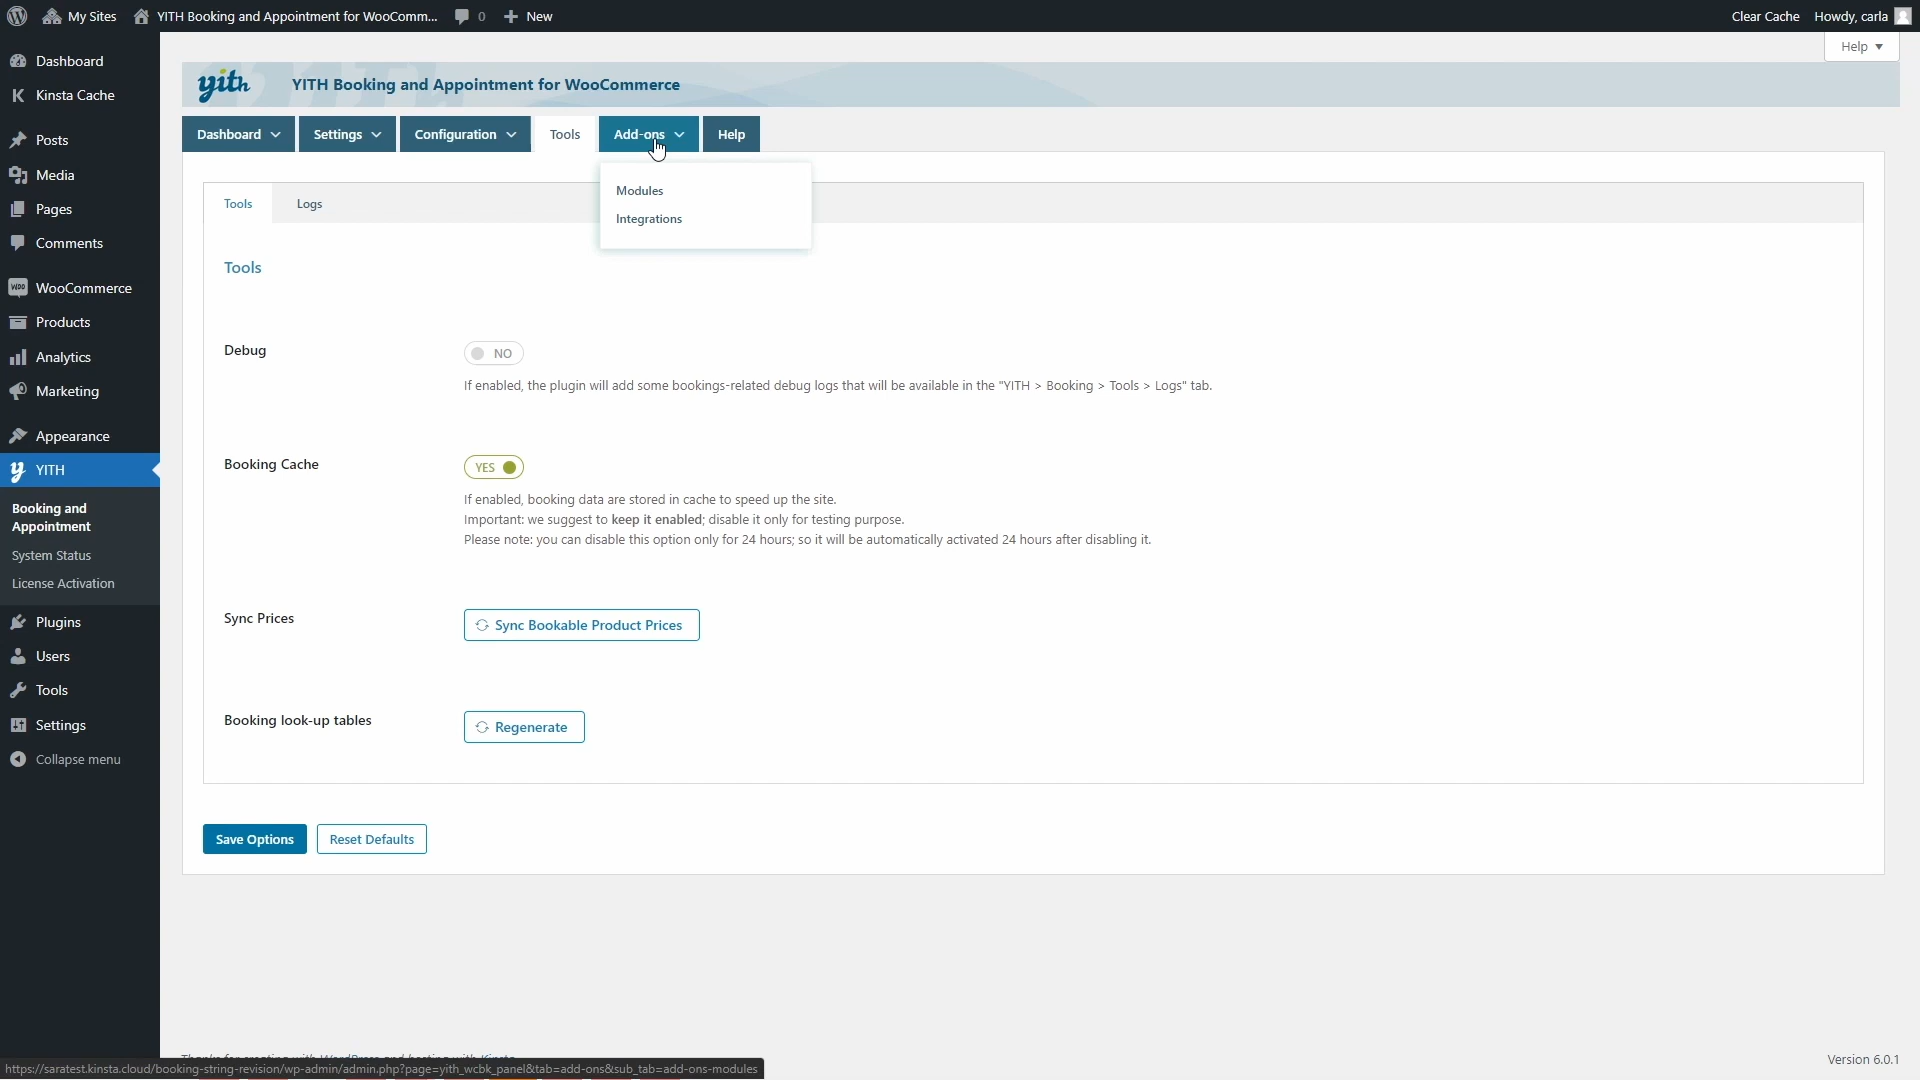 My Sites
YITH Booking and Appointment for WooComm...
0
New
Clear Cache
Howdy, carla
Help
Dashboard
Kinsta Cache
Posts
Media
Pages
Comments
WooCommerce
Products
Analytics
Marketing
Appearance
YITH
Booking and
Appointment
System Status
License Activation
Plugins
Users
Tools
Settings
Collapse menu
yith
YITH Booking and Appointment for WooCommerce
Dashboard
Settings
Configuration
Tools
Add-ons
Help
Modules
Integrations
Tools
Logs
Tools
Debug
NO
If enabled, the plugin will add some bookings-related debug logs that will be available in the "YITH > Booking > Tools > Logs" tab.
Booking Cache
YES
If enabled, booking data are stored in cache to speed up the site.
Important: we suggest to keep it enabled; disable it only for testing purpose.
Please note: you can disable this option only for 24 hours; so it will be automatically activated 24 hours after disabling it.
Sync Prices
Sync Bookable Product Prices
Booking look-up tables
Regenerate
Save Options
Reset Defaults
Thanks for creating with WordPress and hosting with Kinsta
Version 6.0.1
https://saratest.kinsta.cloud/booking-string-revision/wp-admin/admin.php?page=yith_wcbk_panel&tab=add-ons&sub_tab=add-ons-modules